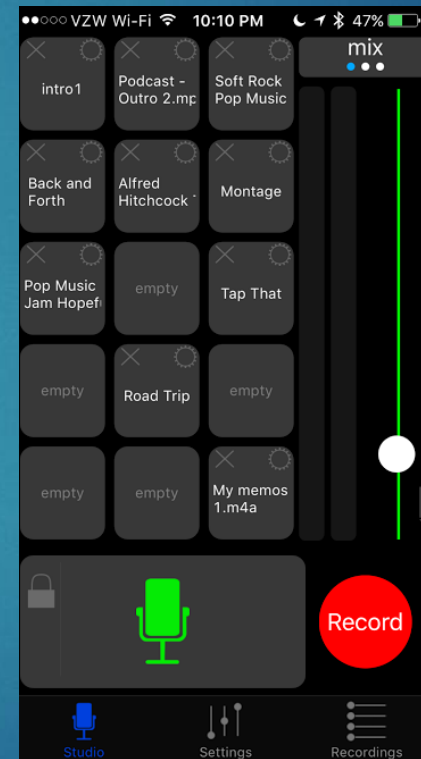 VZW Wi-Fi 10:10 PM 47%
mix
intro1
Podcast -
Outro 2.mp
Soft Rock
Pop Music
Back and
Forth
Alfred
Hitchcock
Montage
Pop Music
Jam Hopef
empty
Tap That
empty
Road Trip
empty
empty
empty
My memos
1.m4a
Record
Studio
Settings
Recordings